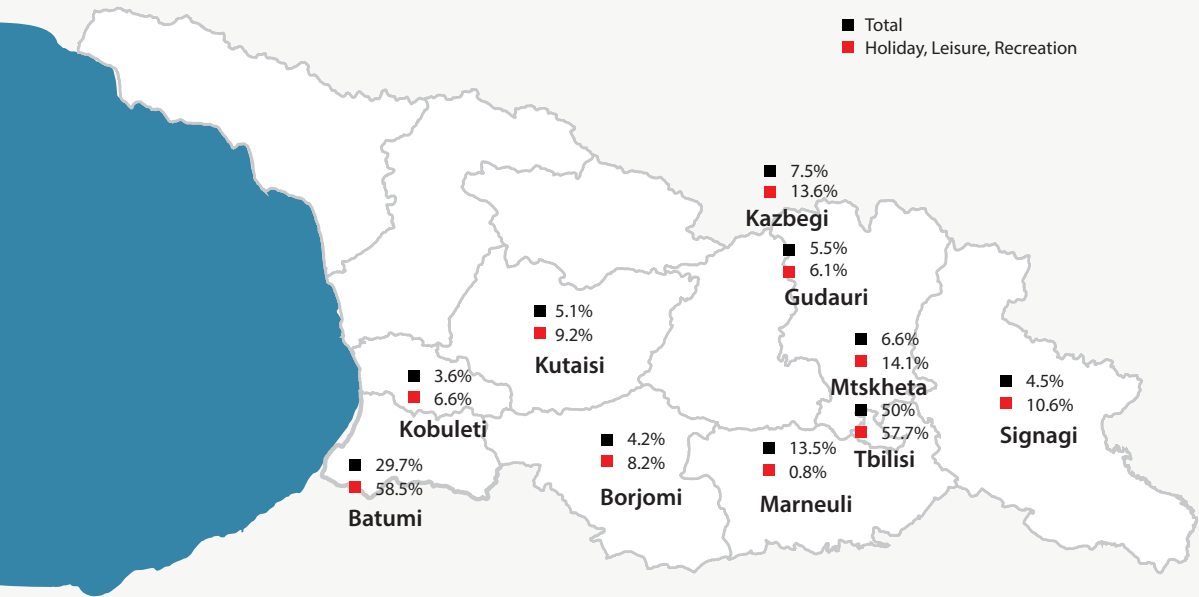 Total
Holiday, Leisure, Recreation
7.5%
13.6%
Kazbegi
5.5%
6.1%
Gudauri
5.1%
9.2%
Kutaisi
6.6%
14.1%
Mtskheta
3.6%
6.6%
Kobuleti
4.5%
10.6%
Signagi
50%
57.7%
Tbilisi
4.2%
8.2%
Borjomi
13.5%
0.8%
Marneuli
29.7%
58.5%
Batumi